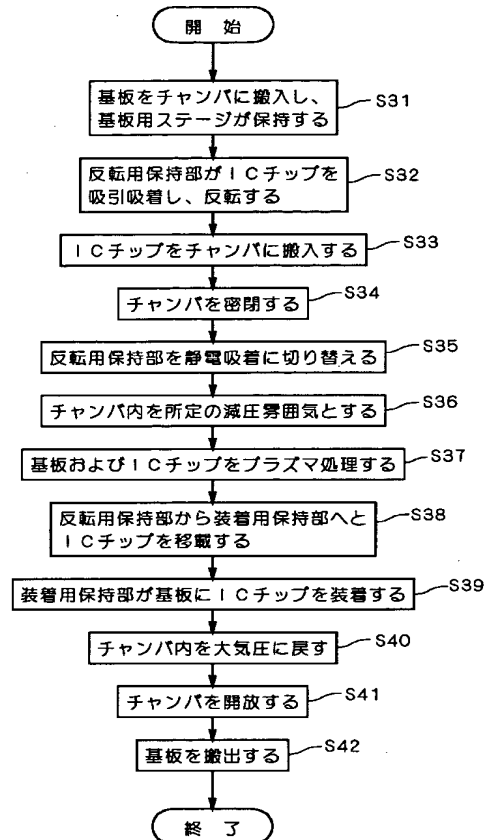 開 始
基板をチャンバに搬入し、
基板用ステージが保持する
S31
反転用保持部がICチップを
吸引吸着し、反転する
S32
ICチップをチャンバに搬入する
S33
チャンバを密閉する
S34
反転用保持部を静電吸着に切り替える
S35
チャンバ内を所定の減圧雰囲気とする
S36
基板およびICチップをプラズマ処理する
S37
反転用保持部から装着用保持部へと
ICチップを移載する
S38
装着用保持部が基板にICチップを装着する
S39
チャンバ内を大気圧に戻す
S40
チャンバを開放する
S41
基板を搬出する
S42
終 了